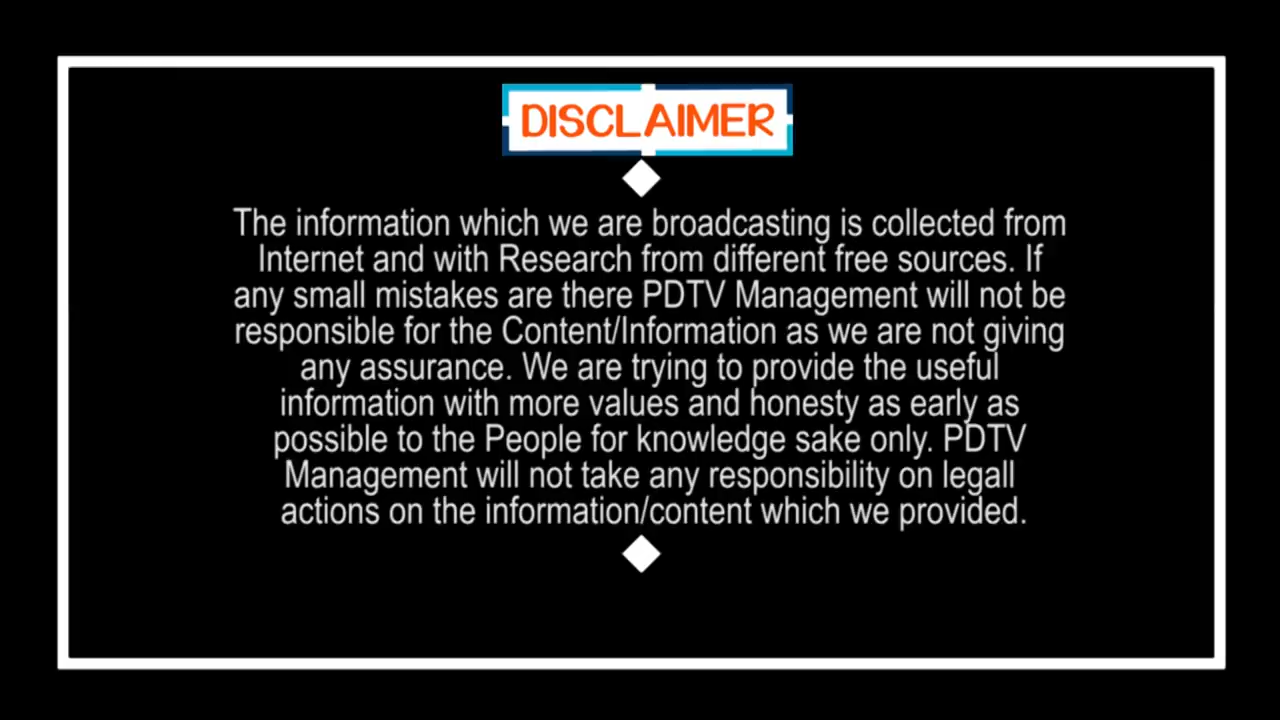 DISCLAIMER
The information which we are broadcasting is collected from
Internet and with Research from different free sources. If
any small mistakes are there PDTV Management will not be
responsible for the Content/Information as we are not giving
any assurance. We are trying to provide the useful
information with more values and honesty as early as
possible to the People for knowledge sake only. PDTV
Management will not take any responsibility on legall
actions on the information/content which we provided.